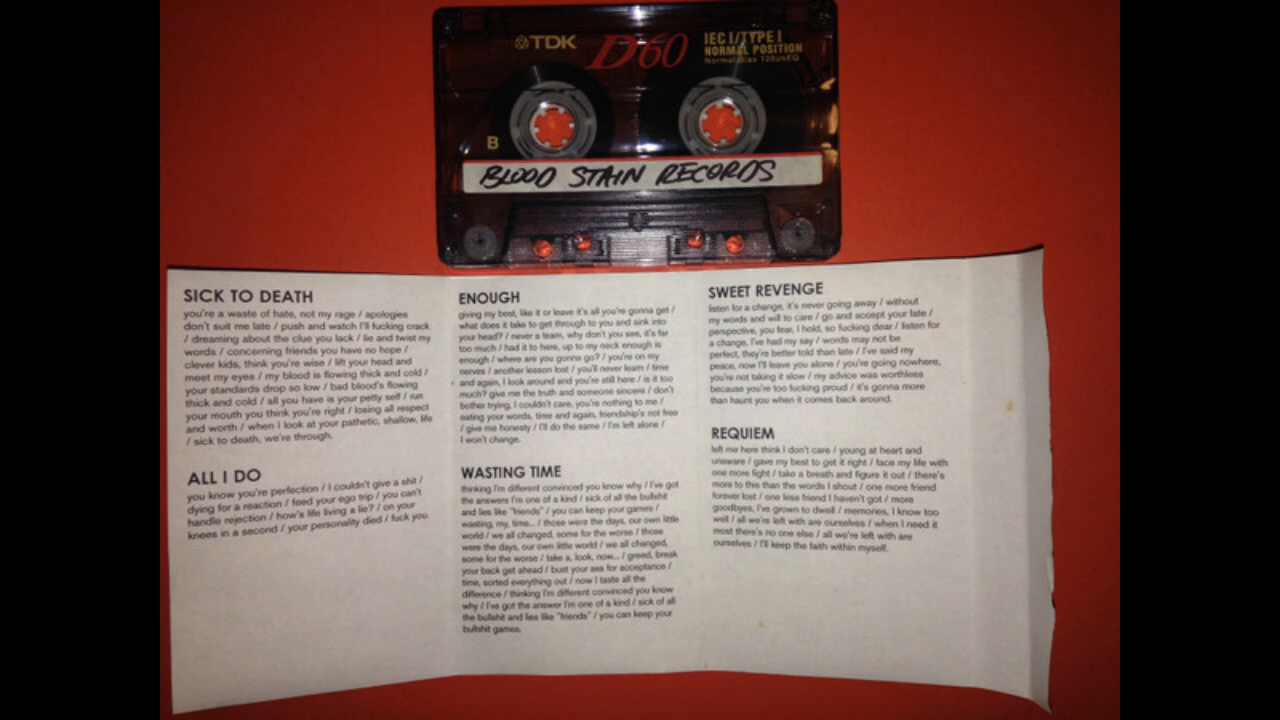 TDK
D60
IEC I/TYPE I
NORMAL POSITION
Normal Bias 120µs EQ
B
BLOOD STAIN RECORDS
SICK TO DEATH
you're a waste of hate, not my rage / apologies
don't suit me late / push and watch I'll fucking crack
/ dreaming about the clue you lack / lie and twist my
words / concerning friends you have no hope /
clever kids, think you're wise / lift your head and
meet my eyes / my blood is flowing thick and cold /
your standards drop so low / bad blood's flowing
thick and cold / all you have is your petty self / run
your mouth you think you're right / losing all respect
and worth / when I look at your pathetic, shallow, life
/ sick to death, we're through.
ALL I DO
you know you're perfection / I couldn't give a shit /
dying for a reaction / feed your ego trip / you can't
handle rejection / how's life living a lie? / on your
knees in a second / your personality died / fuck you.
ENOUGH
giving my best, like it or leave it's all you're gonna get /
what does it take to get through to you and sink into
your head? / never a team, why don't you see, it's far
too much / had it to here, up to my neck enough is
enough / where are you gonna go? / you're on my
nerves / another lesson lost / you'll never learn / time
and again, I look around and you're still here / is it too
much? give me the truth and someone sincere / don't
bother trying, I couldn't care, you're nothing to me /
eating your words, time and again, friendship's not free
/ give me honesty / I'll do the same / I'm left alone /
I won't change.
WASTING TIME
thinking I'm different convinced you know why / I've got
the answers I'm one of a kind / sick of all the bullshit
and lies like "friends" / you can keep your games /
wasting, my, time... / those were the days, our own little
world / we all changed, some for the worse / those
were the days, our own little world / we all changed,
some for the worse / take a, look, now... / greed, break
your back get ahead / bust your ass for acceptance /
time, sorted everything out / now I taste all the
difference / thinking I'm different convinced you know
why / I've got the answer I'm one of a kind / sick of all
the bullshit and lies like "friends" / you can keep your
bullshit games.
SWEET REVENGE
listen for a change, it's never going away / without
my words and will to care / go and accept your fate /
perspective, you fear, I hold, so fucking dear / listen for
a change, I've had my say / words may not be
perfect, they're better told than late / I've said my
peace, now I'll leave you alone / you're going nowhere,
you're not taking it slow / my advice was worthless
because you're too fucking proud / it's gonna more
than haunt you when it comes back around.
REQUIEM
left me here think I don't care / young at heart and
unaware / gave my best to get it right / face my life with
one more fight / take a breath and figure it out / there's
more to this than the words I shout / one more friend
forever lost / one less friend I haven't got / more
goodbyes, I've grown to dwell / memories, I know too
well / all we're left with are ourselves / when I need it
most there's no one else / all we're left with are
ourselves / I'll keep the faith within myself.